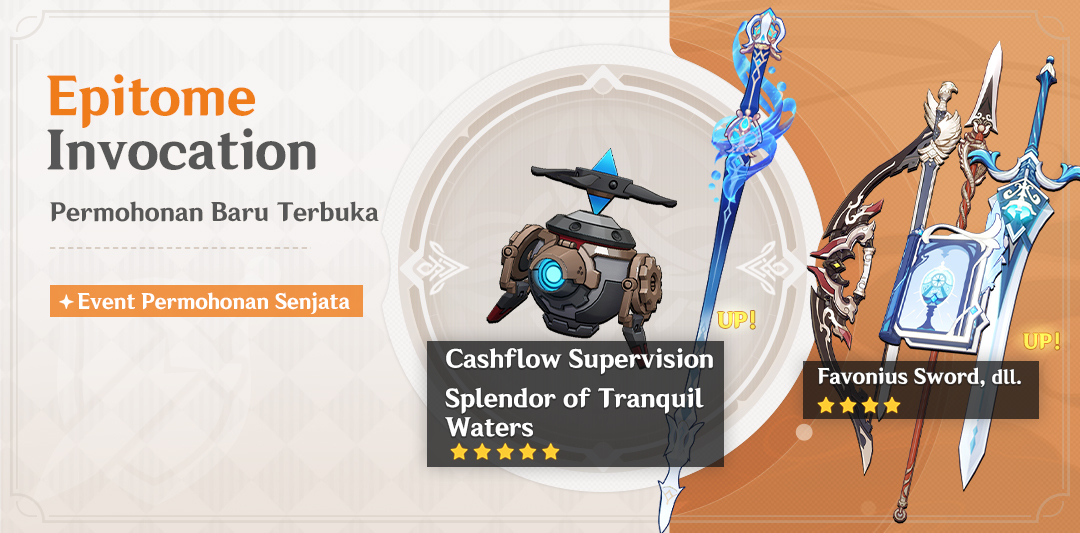 Epitome
Invocation
Permohonan Baru Terbuka
Event Permohonan Senjata
UP!
Cashflow Supervision
Splendor of Tranquil
Waters
UP!
Favonius Sword, dll.